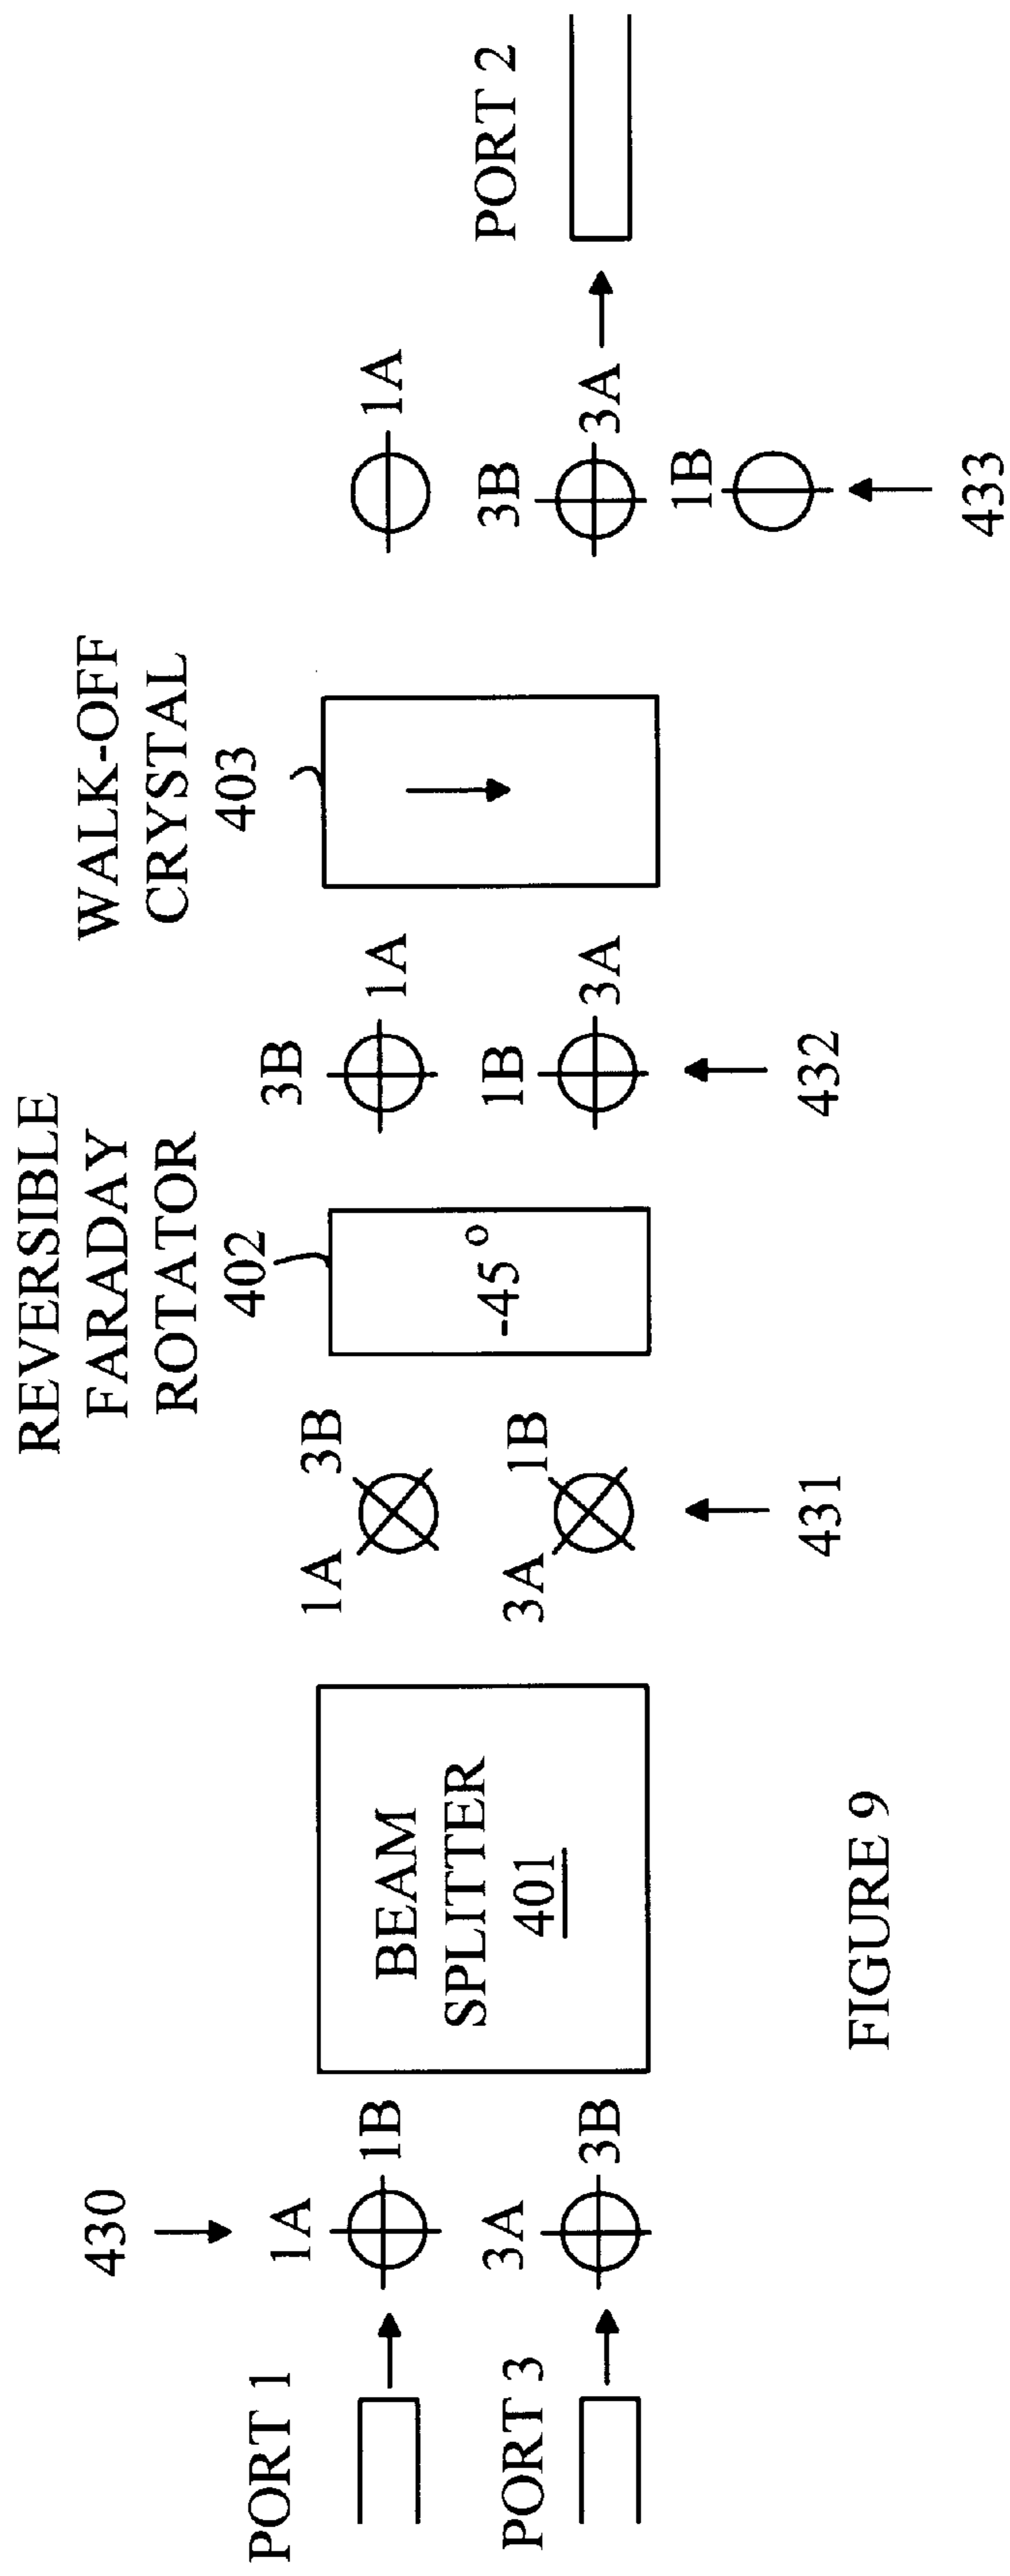 430
PORT 1
1A
1B
PORT 3
3A
3B
BEAM
SPLITTER
401
1A
3B
3A
1B
431
REVERSIBLE
FARADAY
ROTATOR
402
-45°
3B
1A
1B
3A
432
WALK-OFF
CRYSTAL
403
1A
3B
3A
1B
433
PORT 2
FIGURE 9